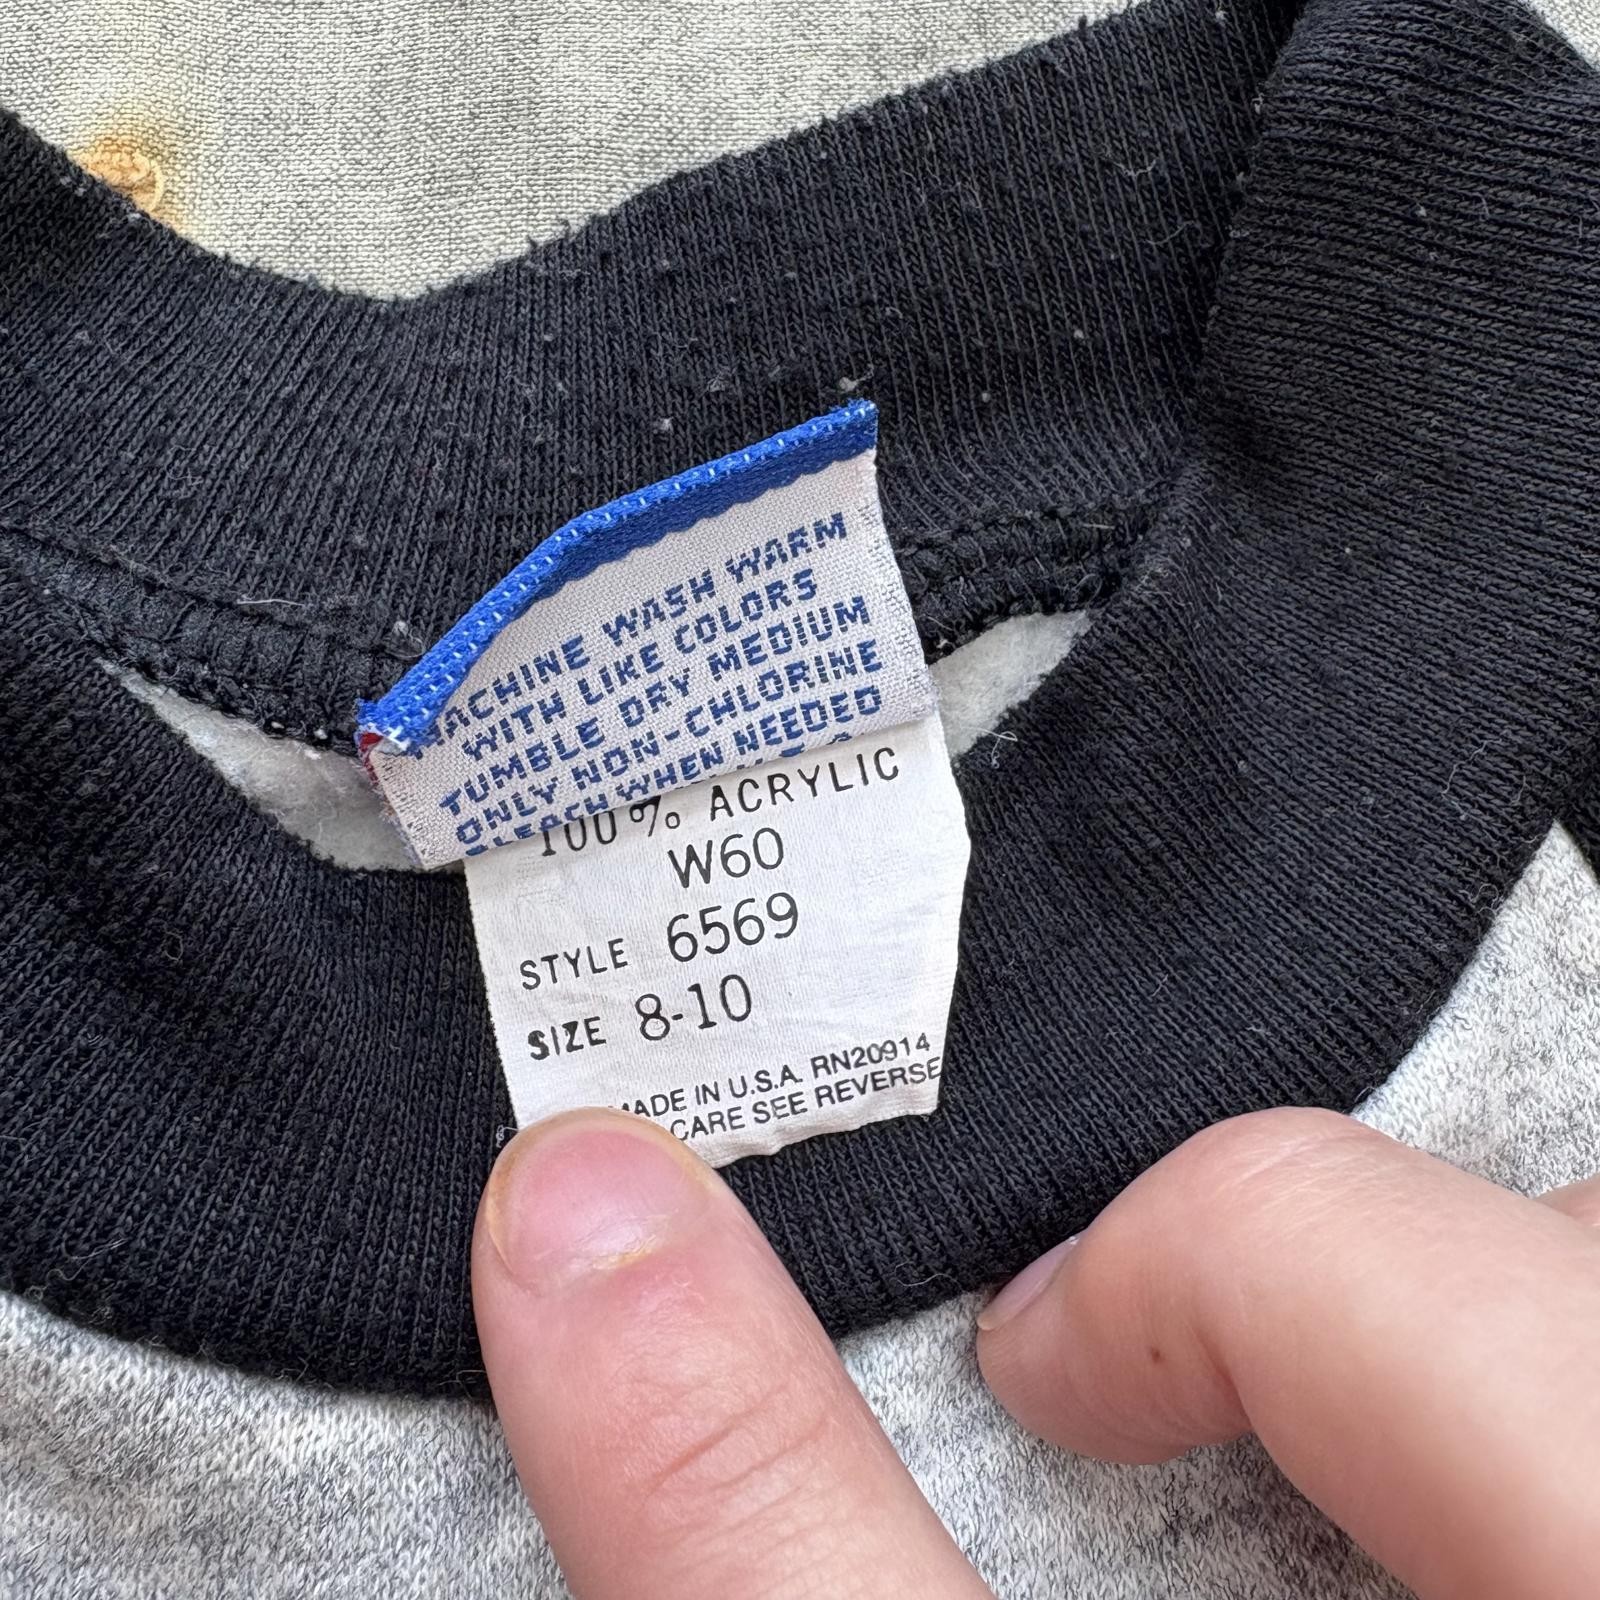 MACHINE WASH WARM
WITH LIKE COLORS
TUMBLE DRY MEDIUM
ONLY NON-CHLORINE
BLEACH WHEN NEEDED
100% ACRYLIC
W60
STYLE 6569
SIZE 8-10
MADE IN U.S.A. RN20914
CARE SEE REVERSE